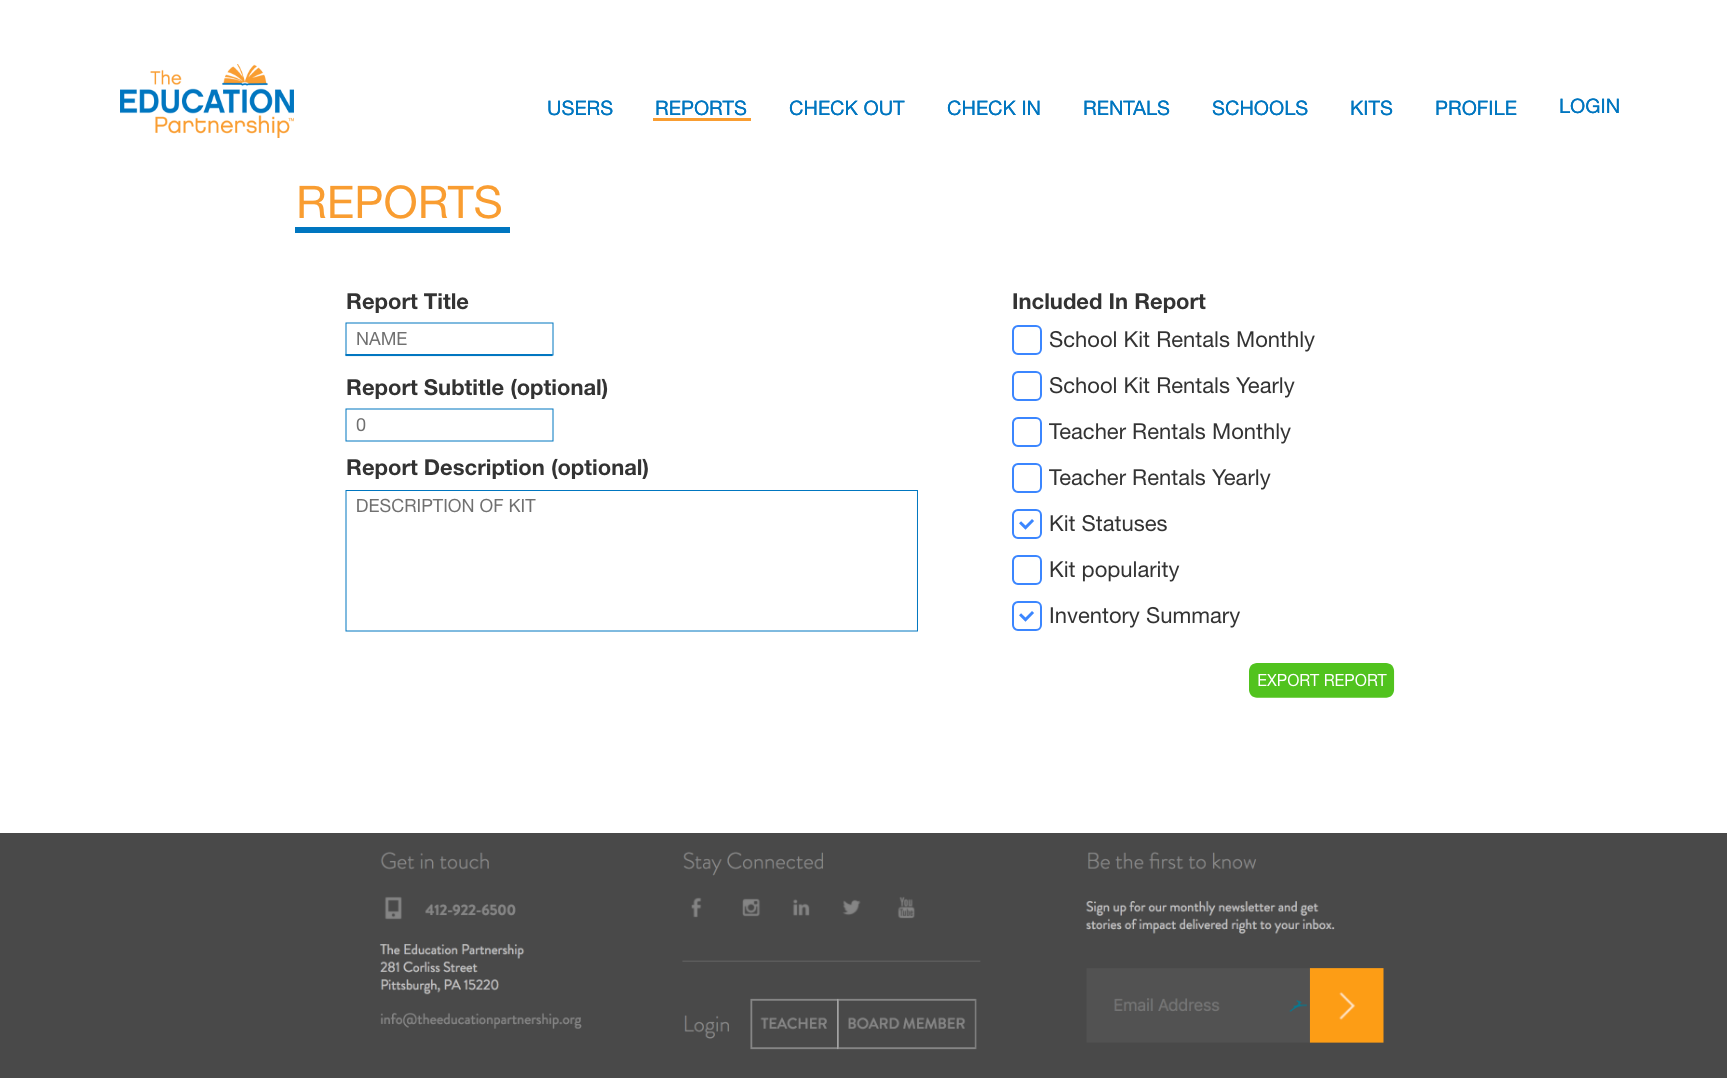 The
EDUCATION
Partnership™
USERS REPORTS CHECK OUT CHECK IN RENTALS SCHOOLS KITS PROFILE LOGIN
REPORTS
Report Title
NAME
Report Subtitle (optional)
0
Report Description (optional)
DESCRIPTION OF KIT
Included In Report
School Kit Rentals Monthly
School Kit Rentals Yearly
Teacher Rentals Monthly
Teacher Rentals Yearly
Kit Statuses
Kit popularity
Inventory Summary
EXPORT REPORT
Get in touch
412-922-6500
The Education Partnership
281 Corliss Street
Pittsburgh, PA 15220
info@theeducationpartnership.org
Stay Connected
f in You Tube
Login TEACHER BOARD MEMBER
Be the first to know
Sign up for our monthly newsletter and get
stories of impact delivered right to your inbox.
Email Address